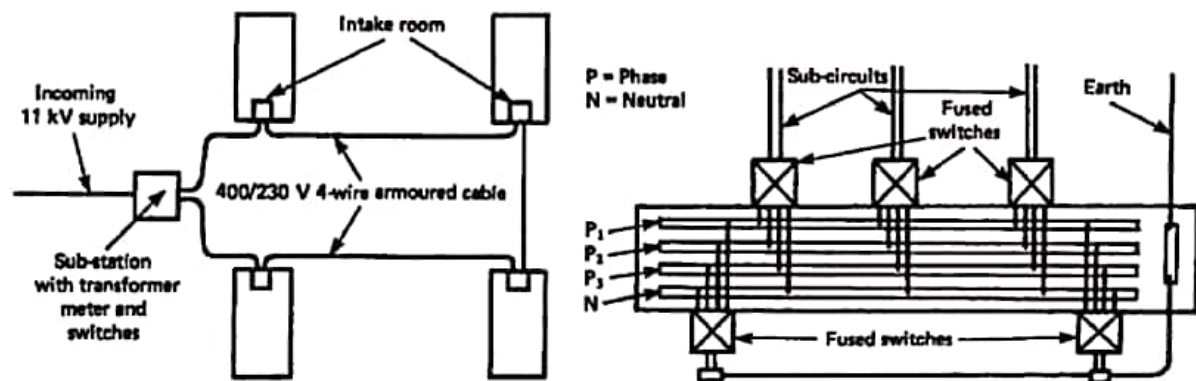 Intake room
Incoming
11 kV supply
400/230 V 4-wire armoured cable
Sub-station
with transformer
meter and
switches
P = Phase
N = Neutral
Sub-circuits
Fused
switches
Earth
P₁
P₂
P₃
N
Fused switches